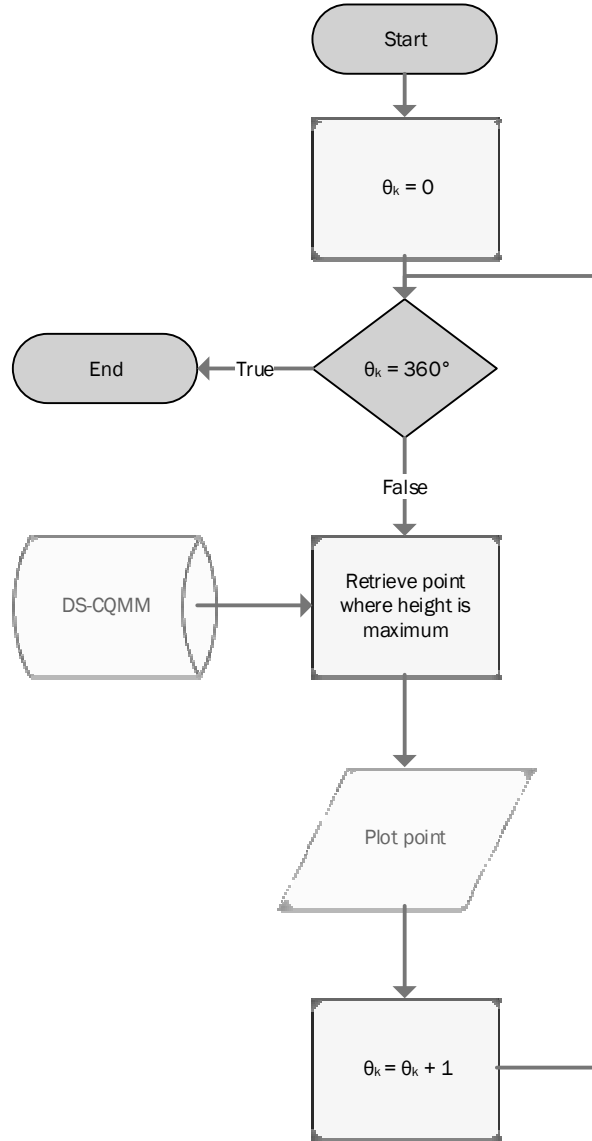 Start
θₖ = 0
θₖ = 360°
True
End
False
DS-CQMM
Retrieve point
where height is
maximum
Plot point
θₖ = θₖ + 1